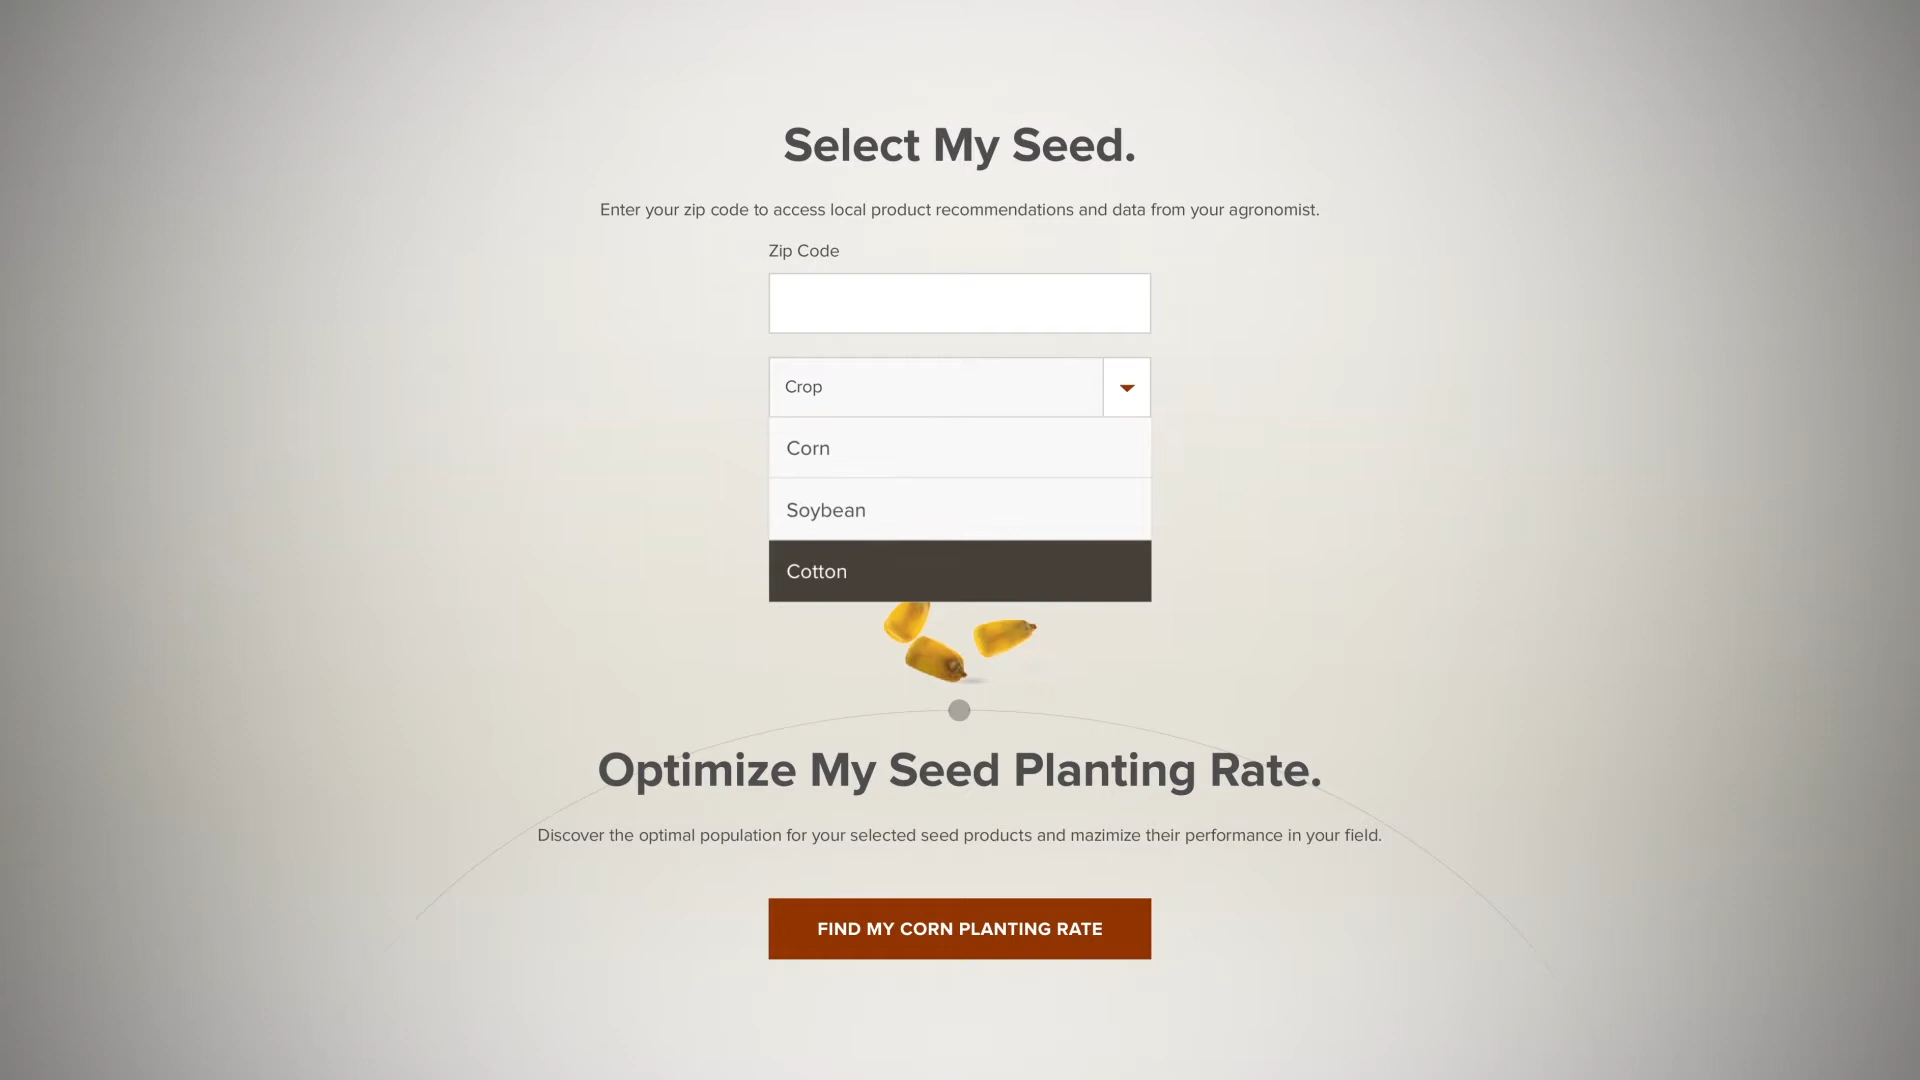 Select My Seed.
Enter your zip code to access local product recommendations and data from your agronomist.
Zip Code
Crop
Corn
Soybean
Cotton
Optimize My Seed Planting Rate.
Discover the optimal population for your selected seed products and mazimize their performance in your field.
FIND MY CORN PLANTING RATE